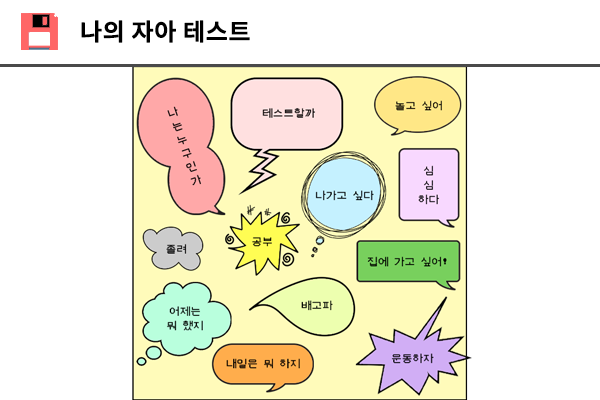 나의 자아 테스트
나
는
누
구
인
가
테스트할까
놀고 싶어
나가고 싶다
심
심
하다
졸려
공부
집에 가고 싶어!
어제는
뭐 했지
배고파
내일은 뭐 하지
운동하자